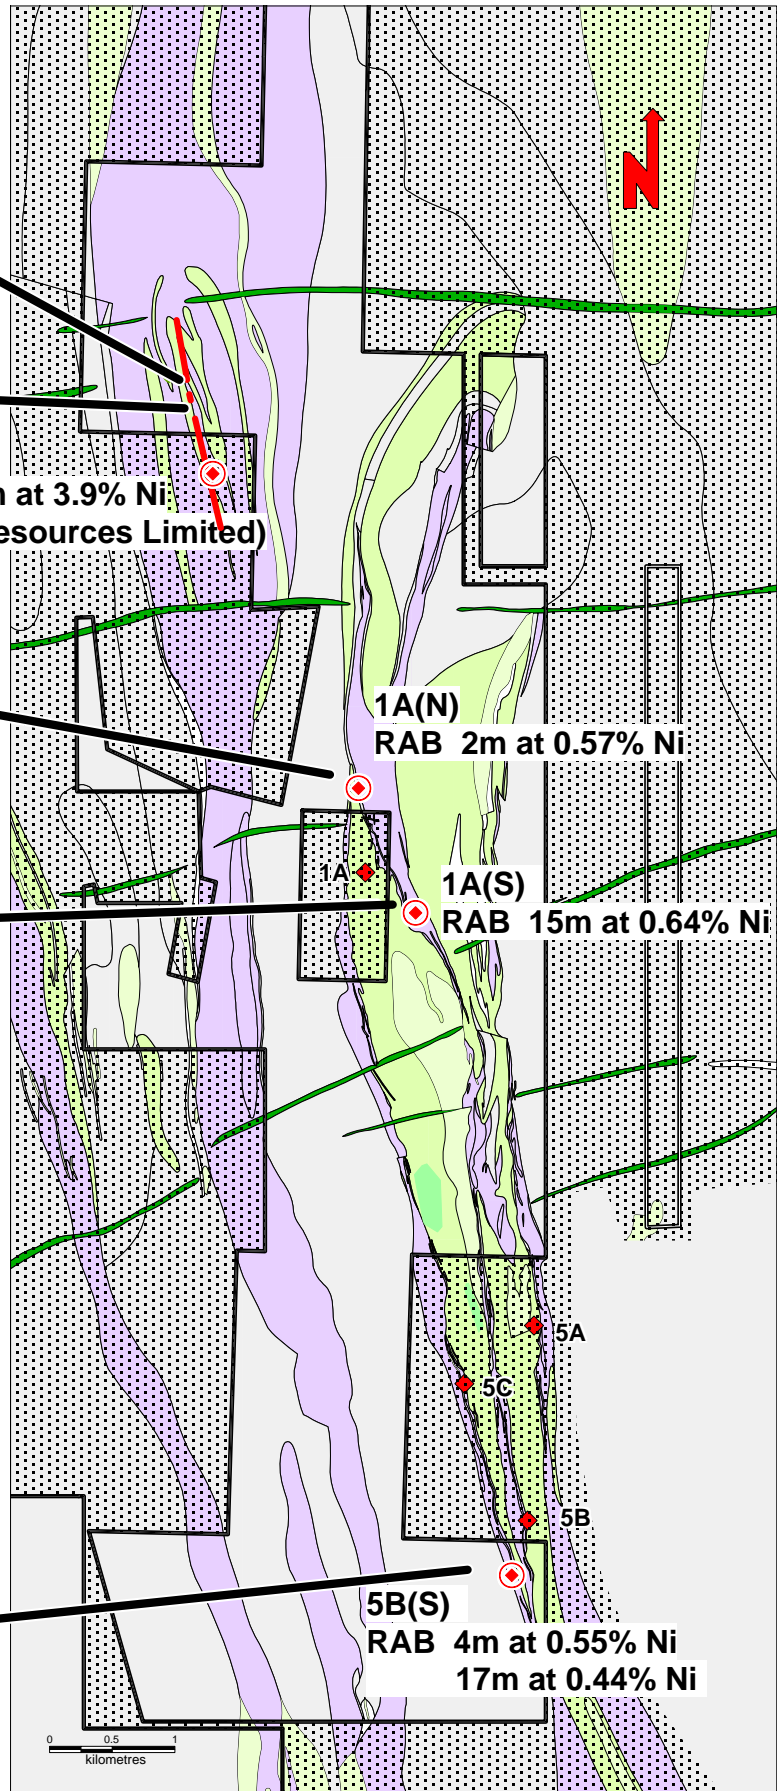 N
at 3.9% Ni
esources Limited)
1A(N)
RAB 2m at 0.57% Ni
1A
1A(S)
RAB 15m at 0.64% Ni
5A
5C
5B
5B(S)
RAB 4m at 0.55% Ni
17m at 0.44% Ni
0 0.5 1
kilometres